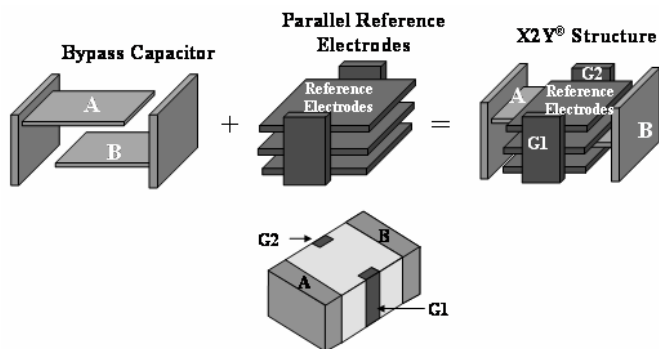 Bypass Capacitor
A
B
+
Parallel Reference
Electrodes
Reference
Electrodes
=
X2Y® Structure
G2
A
Reference
Electrodes
G1
B
G2
B
A
G1